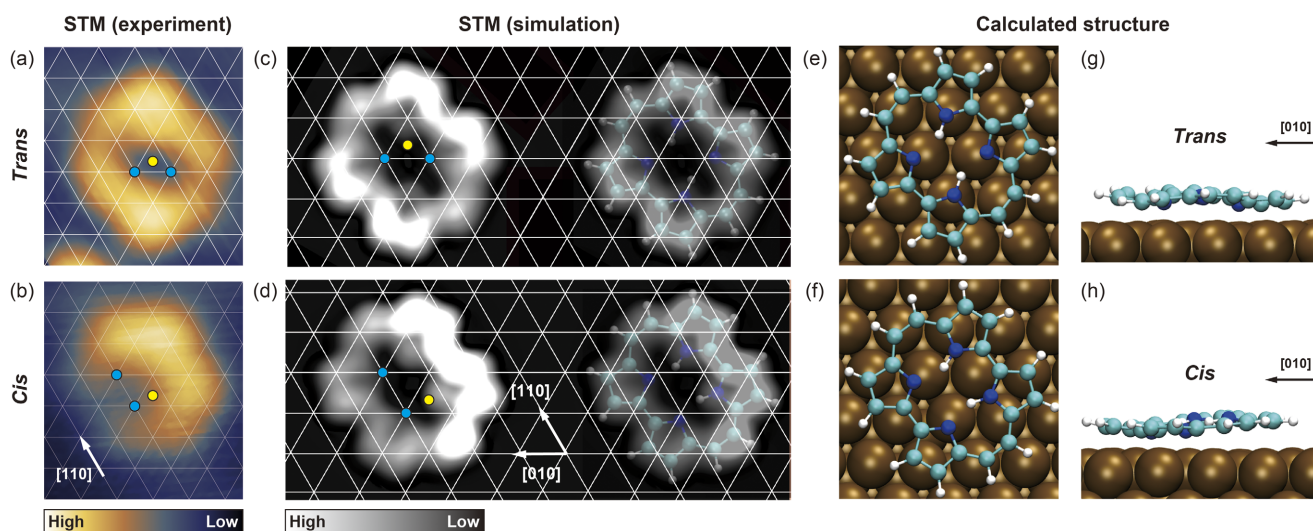 STM (experiment) STM (simulation) Calculated structure
(a) (c) (e) (g)
Trans
[010]
Trans
(b) (d) (f) (h)
Cis
[110]
[110]
[010]
[010]
Cis
High Low High Low